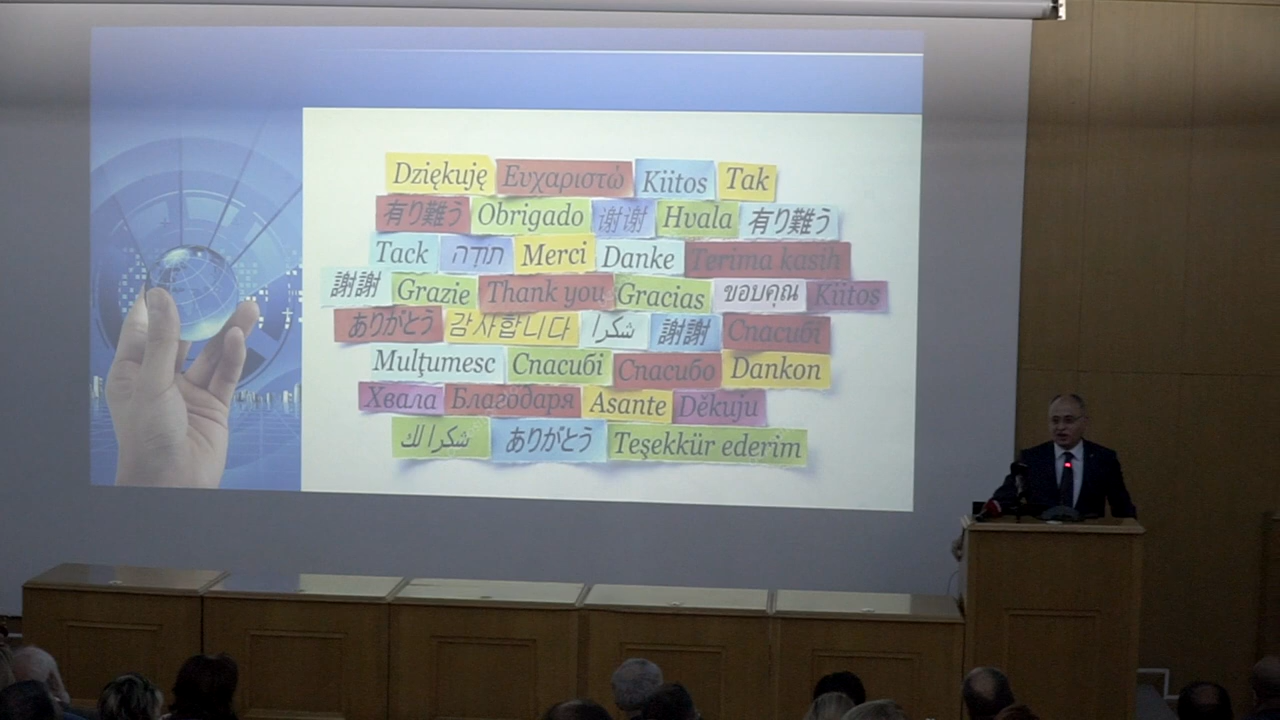 Dziękuję Ευχαριστώ Kiitos Tak
有り難う Obrigado 谢谢 Hvala 有り難う
Tack תודה Merci Danke Terima kasih
謝謝 Grazie Thank you Gracias ขอบคุณ Kiitos
ありがとう 감사합니다 شكرا 謝謝 Спасибі
Mulţumesc Спасибі Спасибо Dankon
Хвала Благодаря Asante Děkuju
شكرا لك ありがとう Teşekkür ederim